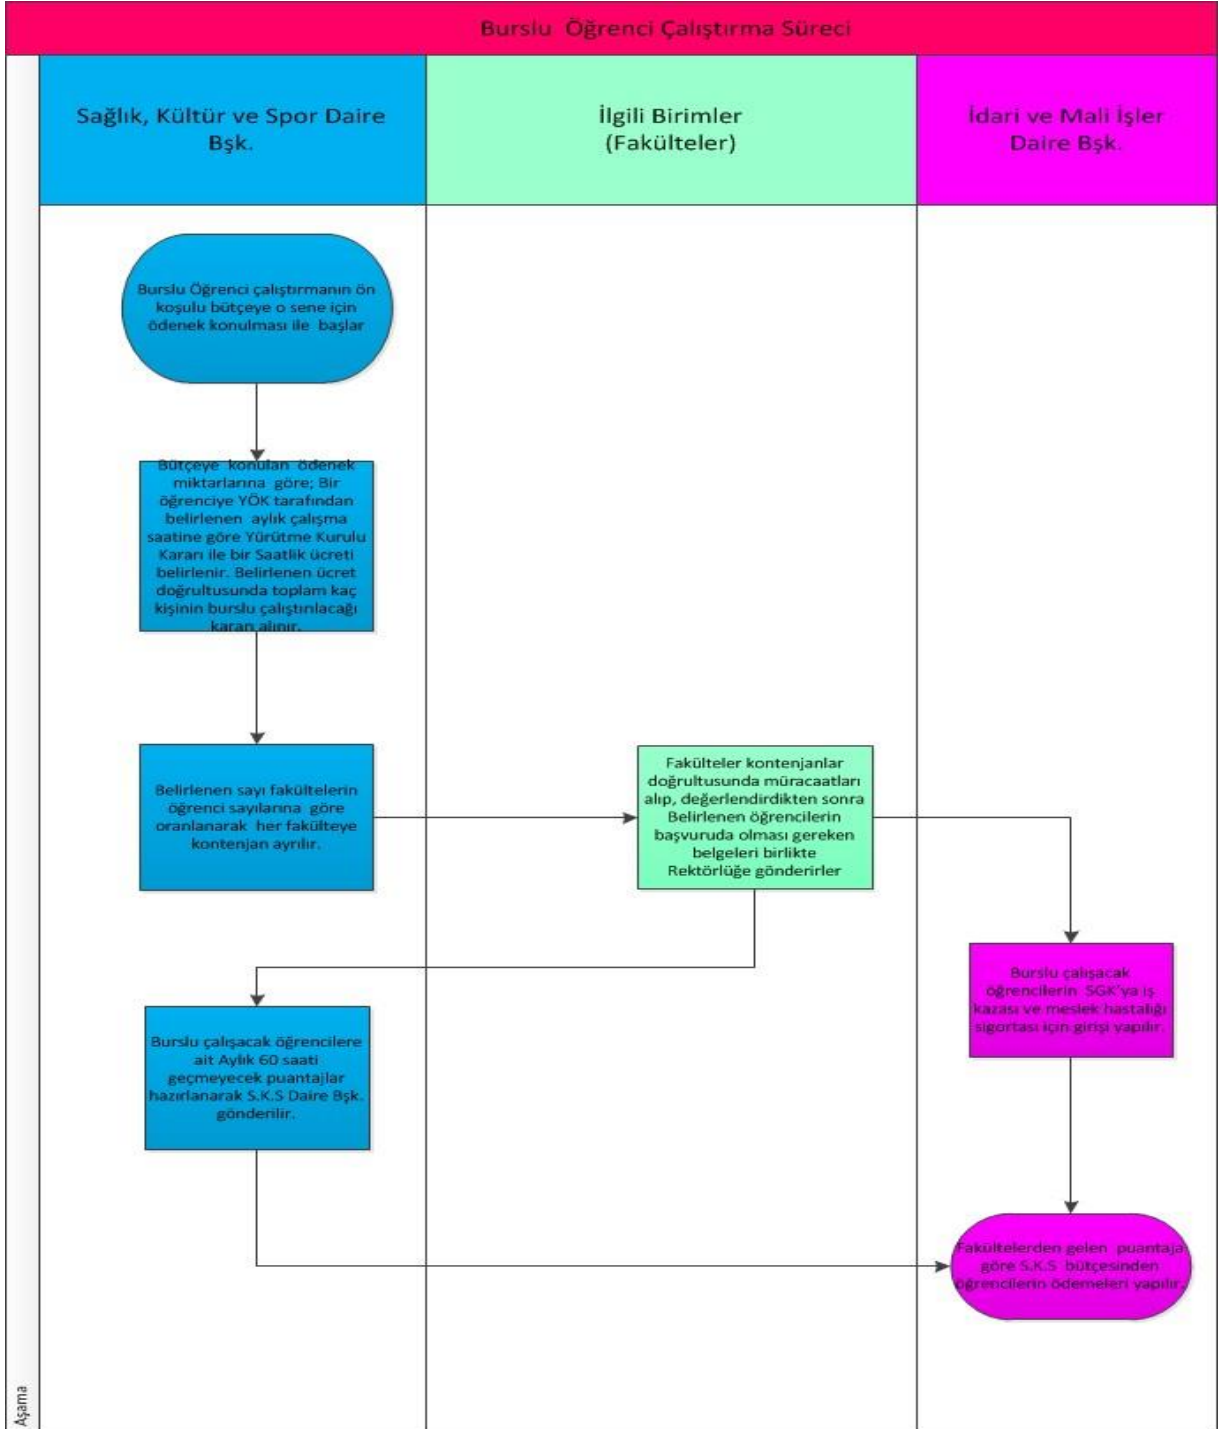 Burslu Öğrenci Çalıştırma Süreci
Sağlık, Kültür ve Spor Daire
Bşk.
İlgili Birimler
(Fakülteler)
İdari ve Mali İşler
Daire Bşk.
Burslu Öğrenci çalıştırmanın ön
koşulu bütçeye o sene için
ödenek konulması ile başlar
Bütçeye konulan ödenek
miktarlarına göre; Bir
öğrenciye YÖK tarafından
belirlenen aylık çalışma
saatine göre Yürütme Kurulu
Kararı ile bir Saatlik ücreti
belirlenir. Belirlenen ücret
doğrultusunda toplam kaç
kişinin burslu çalıştırılacağı
kararı alınır.
Belirlenen sayı fakültelerin
öğrenci sayılarına göre
oranlanarak her fakülteye
kontenjan ayrılır.
Fakülteler kontenjanlar
doğrultusunda müracaatları
alıp, değerlendirdikten sonra
Belirlenen öğrencilerin
başvuruda olması gereken
belgeleri birlikte
Rektörlüğe gönderirler
Burslu çalışacak
öğrencilerin SGK'ya iş
kazası ve meslek hastalığı
sigortası için girişi yapılır.
Burslu çalışacak öğrencilere
ait Aylık 60 saati
geçmeyecek puantajlar
hazırlanarak S.K.S Daire Bşk.
gönderilir.
Fakültelerden gelen puantaja
göre S.K.S bütçesinden
öğrencilerin ödemeleri yapılır.
Aşama